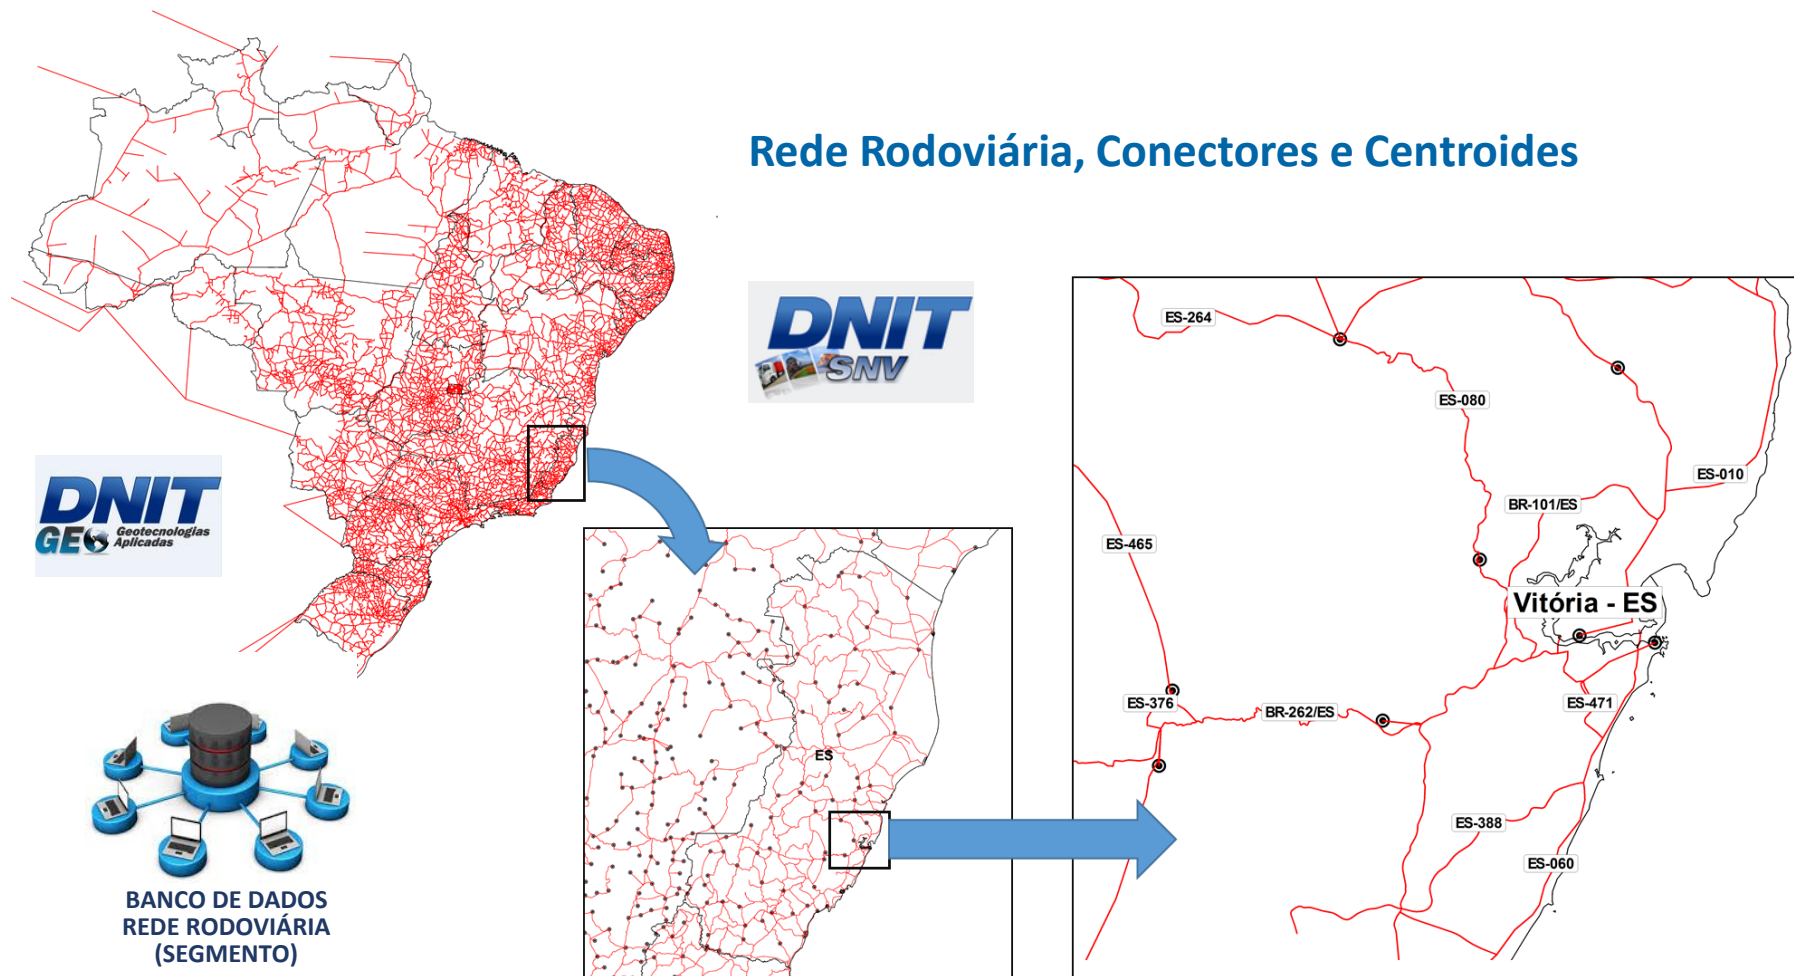 Rede Rodoviária, Conectores e Centroides
DNIT
SNV
DNIT
GEO Geotecnologias
Aplicadas
BANCO DE DADOS
REDE RODOVIÁRIA
(SEGMENTO)
ES
ES-264
ES-080
ES-010
BR-101/ES
ES-465
Vitória - ES
ES-376
BR-262/ES
ES-471
ES-388
ES-060